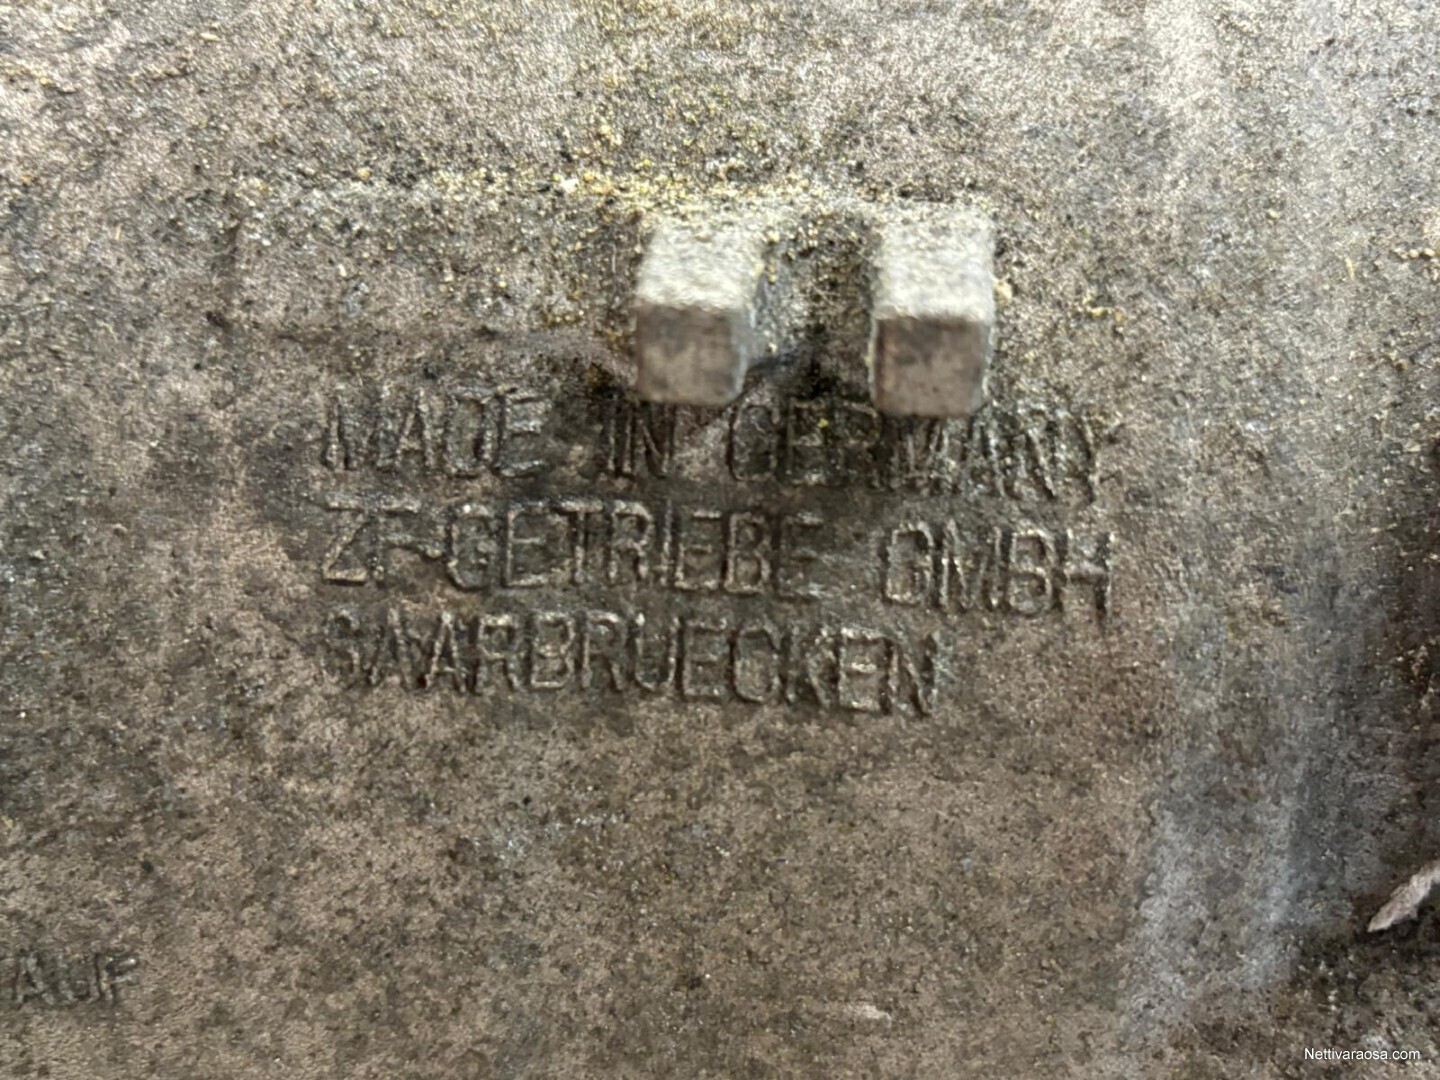 MADE IN GERMANY
ZF-GETRIEBE GMBH
SAARBRUECKEN
Nettivaraosa.com